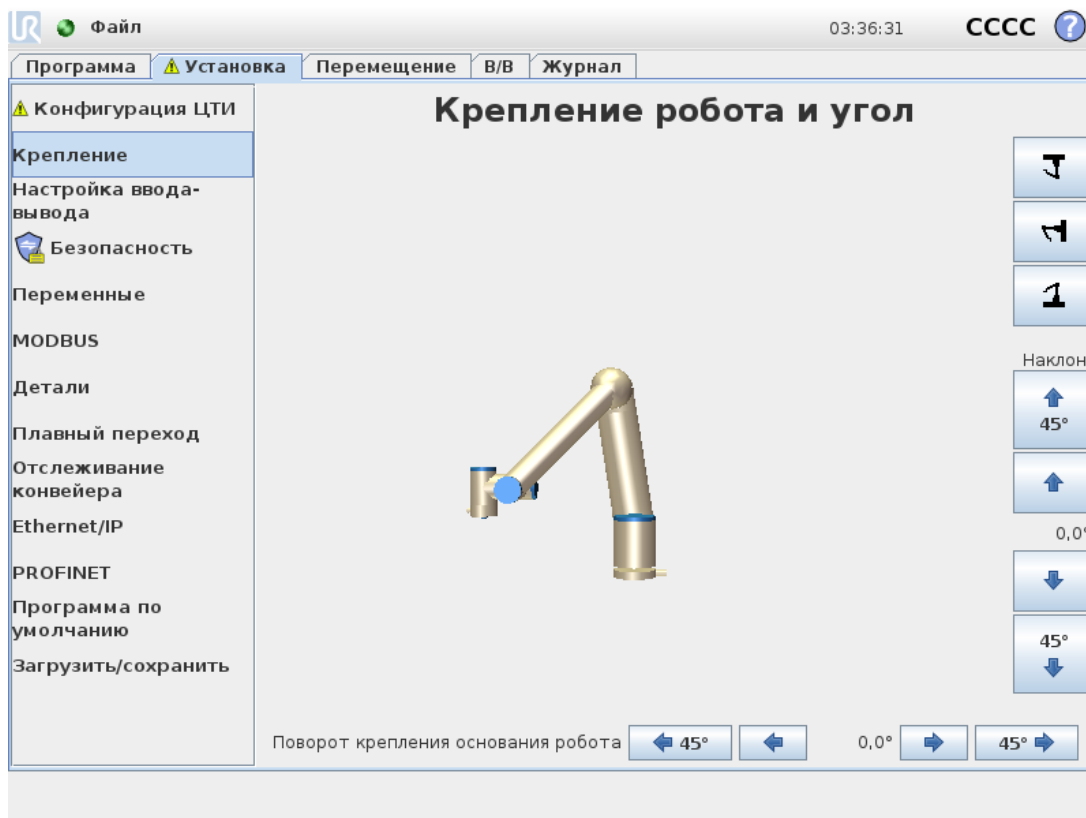 UR Файл 03:36:31 CCCC ?
Программа Установка Перемещение В/В Журнал
Конфигурация ЦТИ
Крепление робота и угол
Крепление
Настройка ввода-
вывода
Безопасность
Переменные
MODBUS
Детали
Плавный переход
Отслеживание
конвейера
Ethernet/IP
PROFINET
Программа по
умолчанию
Загрузить/сохранить
Наклон
45°
0,0°
45°
Поворот крепления основания робота 45° 0,0° 45°